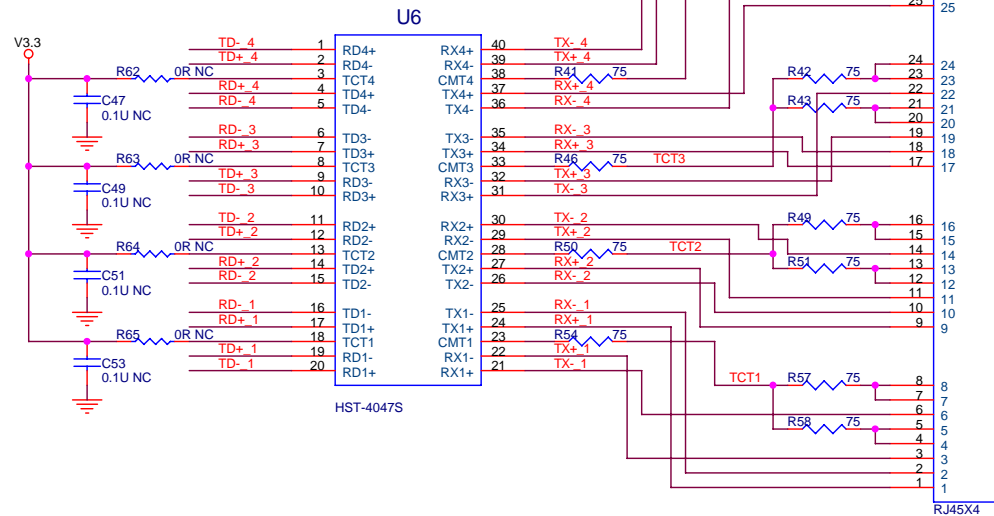 25
25
U6
V3.3
TD-_4 1 RD4+ RX4+ 40 TX-_4
TD+_4 2 RD4- RX4- 39 TX+_4
R62 0R NC 3 TCT4 CMT4 38 R41 75
RD+_4 4 TD4+ TX4+ 37 RX+_4
RD-_4 5 TD4- TX4- 36 RX-_4
C47
0.1U NC
RD-_3 6 TD3- TX3- 35 RX-_3
RD+_3 7 TD3+ TX3+ 34 RX+_3
R63 0R NC 8 TCT3 CMT3 33 R46 75 TCT3
TD+_3 9 RD3- RX3- 32 TX+_3
TD-_3 10 RD3+ RX3+ 31 TX-_3
C49
0.1U NC
TD-_2 11 RD2+ RX2+ 30 TX-_2
TD+_2 12 RD2- RX2- 29 TX+_2
R64 0R NC 13 TCT2 CMT2 28 R50 75 TCT2
RD+_2 14 TD2+ TX2+ 27 RX+_2
RD-_2 15 TD2- TX2- 26 RX-_2
C51
0.1U NC
RD-_1 16 TD1- TX1- 25 RX-_1
RD+_1 17 TD1+ TX1+ 24 RX+_1
R65 0R NC 18 TCT1 CMT1 23 R54 75
TD+_1 19 RD1- RX1- 22 TX+_1
TD-_1 20 RD1+ RX1+ 21 TX-_1
C53
0.1U NC
HST-4047S
24 24
R42 75 23 23
22 22
R43 75 21 21
20 20
19 19
18 18
17 17
R49 75 16 16
15 15
14 14
R51 75 13 13
12 12
11 11
10 10
9 9
TCT1 R57 75 8 8
7 7
6 6
R58 75 5 5
4 4
3 3
2 2
1 1
RJ45X4